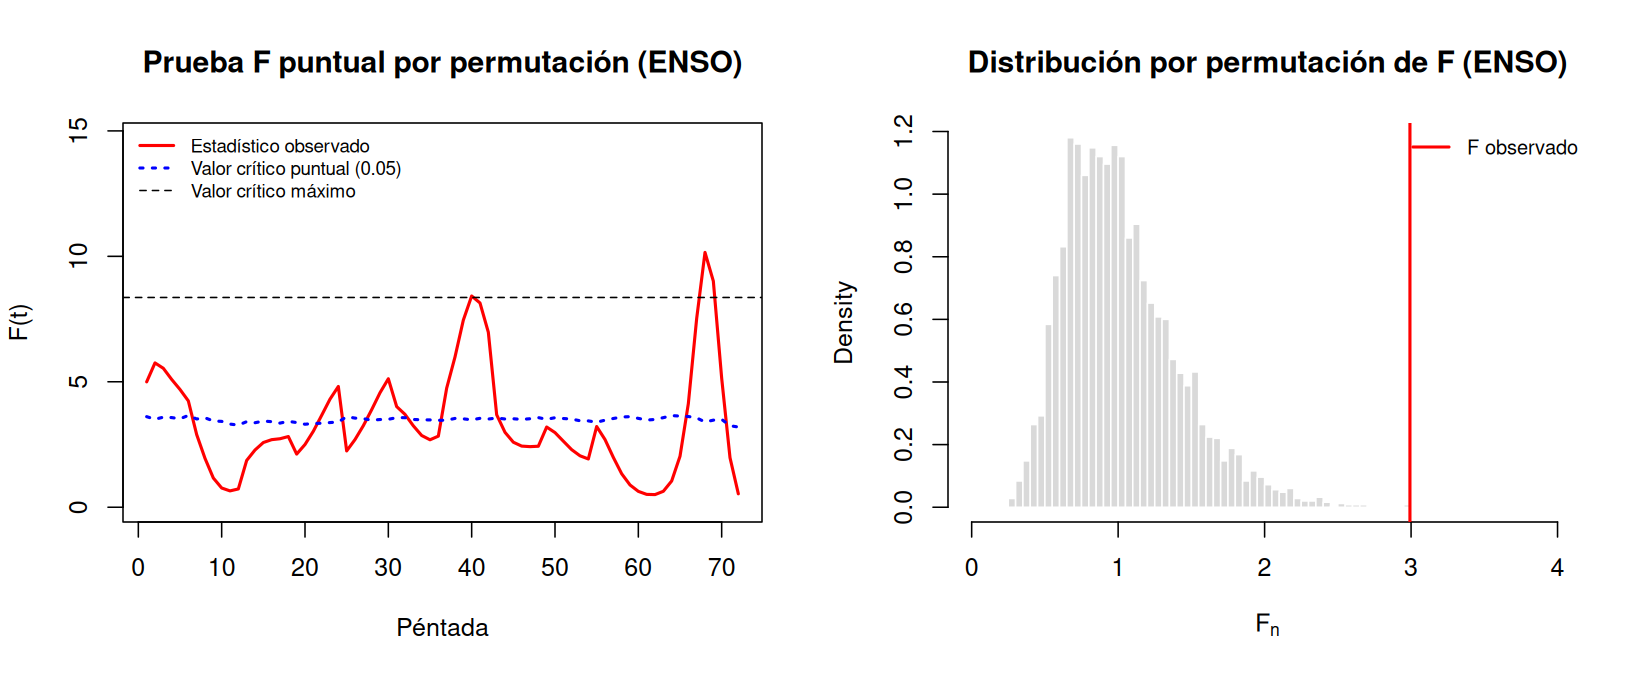 Prueba F puntual por permutación (ENSO)
15
10
5
0
F(t)
Estadístico observado
Valor crítico puntual (0.05)
Valor crítico máximo
0 10 20 30 40 50 60 70
Péntada
Distribución por permutación de F (ENSO)
1.2
1.0
0.8
0.6
0.4
0.2
0.0
Density
F observado
0 1 2 3 4
Fn